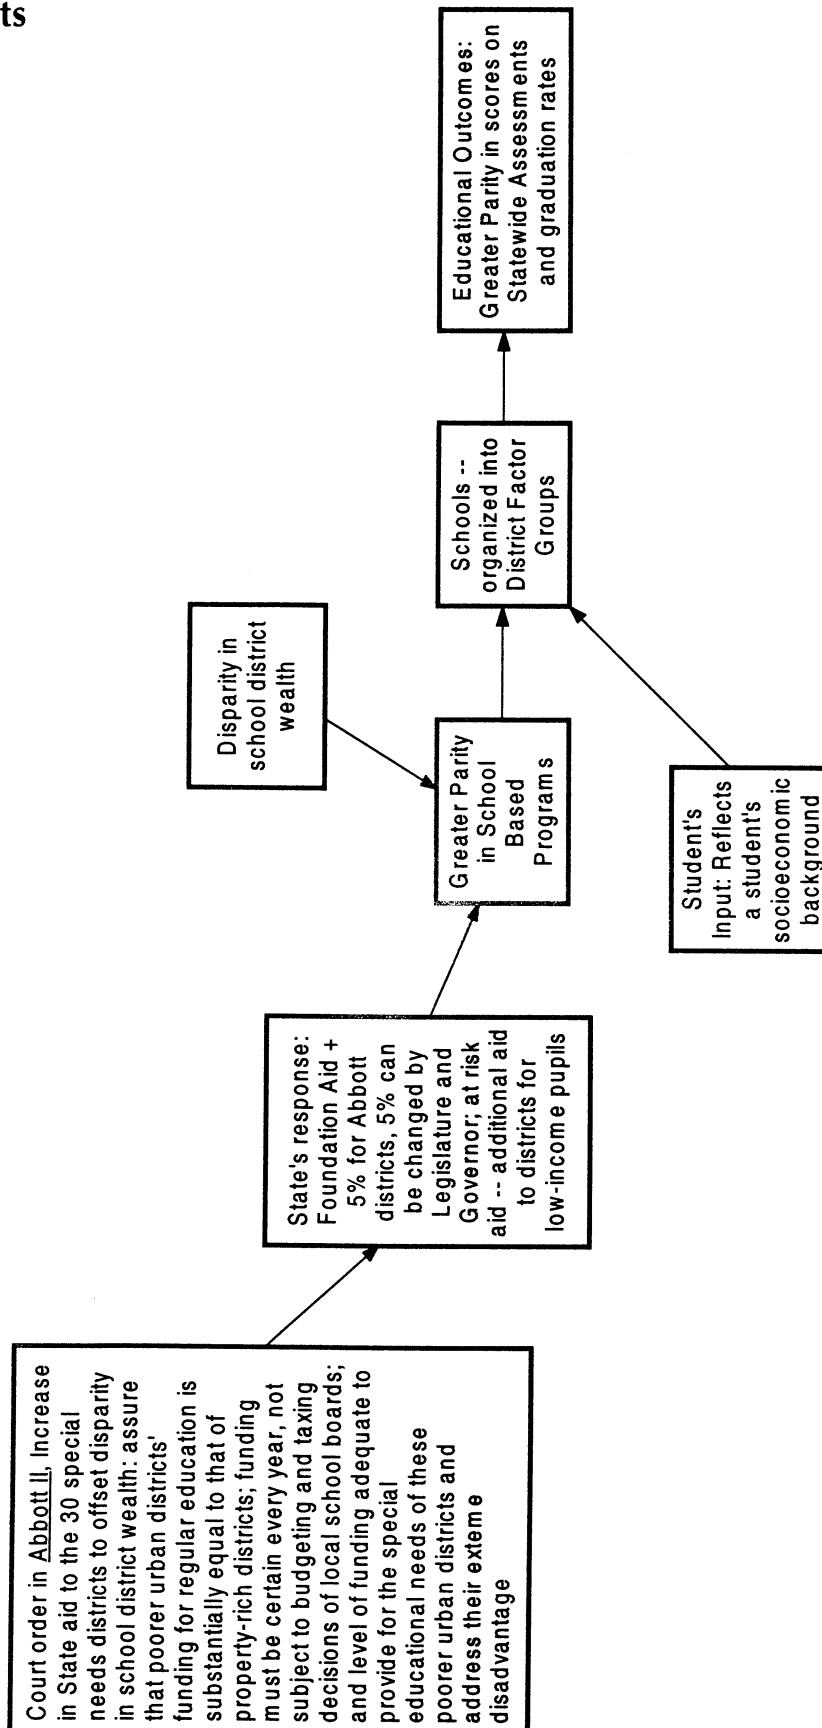 ts
Court order in Abbott II, Increase
in State aid to the 30 special
needs districts to offset disparity
in school district wealth: assure
that poorer urban districts'
funding for regular education is
substantially equal to that of
property-rich districts; funding
must be certain every year, not
subject to budgeting and taxing
decisions of local school boards;
and level of funding adequate to
provide for the special
educational needs of these
poorer urban districts and
address their exteme
disadvantage
State's response:
Foundation Aid +
5% for Abbott
districts, 5% can
be changed by
Legislature and
Governor; at risk
aid -- additional aid
to districts for
low-income pupils
Disparity in
school district
wealth
Greater Parity
in School
Based
Programs
Student's
Input: Reflects
a student's
socioeconomic
background
Schools --
organized into
District Factor
Groups
Educational Outcomes:
Greater Parity in scores on
Statewide Assessments
and graduation rates